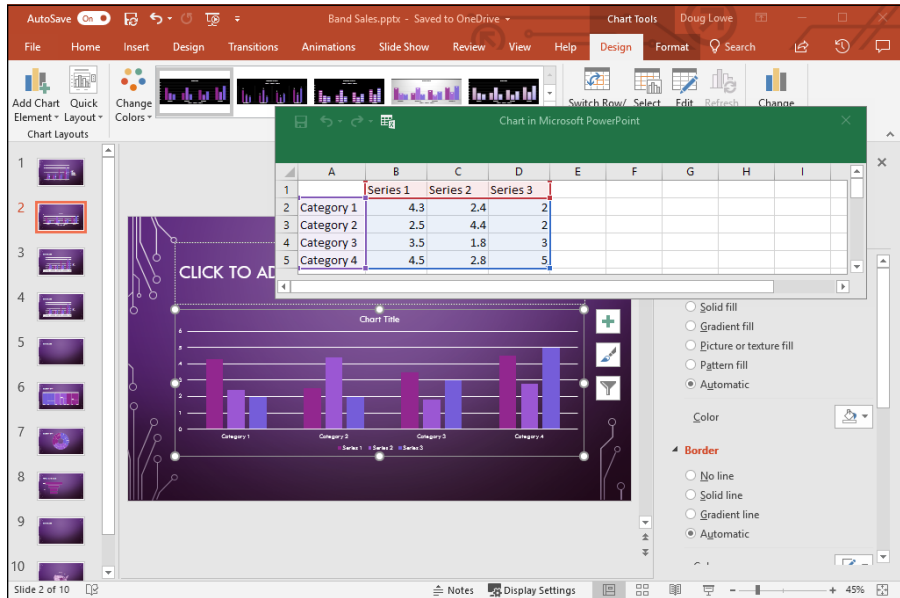 AutoSave On Band Sales.pptx - Saved to OneDrive Chart Tools Doug Lowe
File Home Insert Design Transitions Animations Slide Show Review View Help Design Format Search
Add Chart Quick Change Switch Row/ Select Edit Refresh Change
Element Layout Colors
Chart Layouts
Chart in Microsoft PowerPoint
A B C D E F G H I
1 Series 1 Series 2 Series 3
2 Category 1 4.3 2.4 2
3 Category 2 2.5 4.4 2
4 Category 3 3.5 1.8 3
5 Category 4 4.5 2.8 5
1
2
3
4
5
6
7
8
9
10
CLICK TO AD
Chart Title
6
5
4
3
2
1
0
Category 1 Category 2 Category 3 Category 4
Series 1 Series 2 Series 3
Solid fill
Gradient fill
Picture or texture fill
Pattern fill
Automatic
Color
Border
No line
Solid line
Gradient line
Automatic
Slide 2 of 10 Notes Display Settings 45%